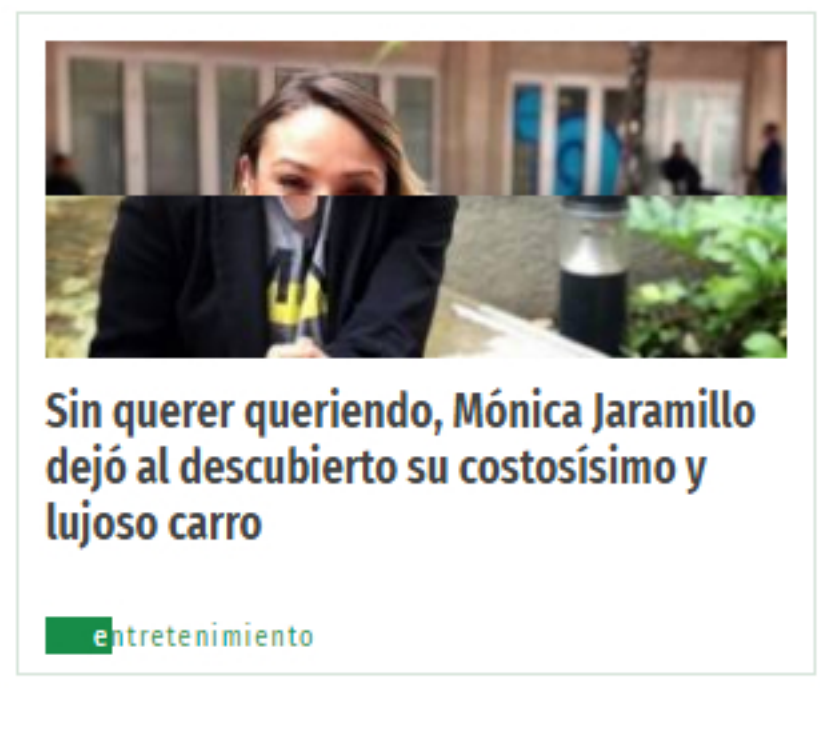 Sin querer queriendo, Mónica Jaramillo
dejó al descubierto su costosísimo y
lujoso carro
entretenimiento